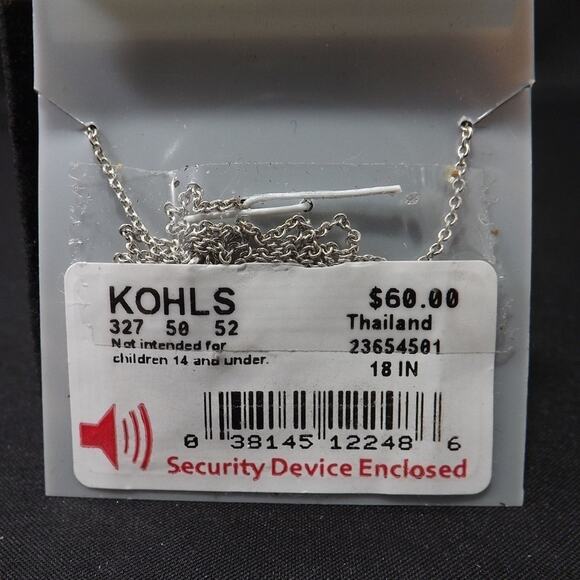 KOHLS $60.00
327 50 52 Thailand
Not intended for 23654501
children 14 and under. 18 IN
0 38145 12248 6
Security Device Enclosed